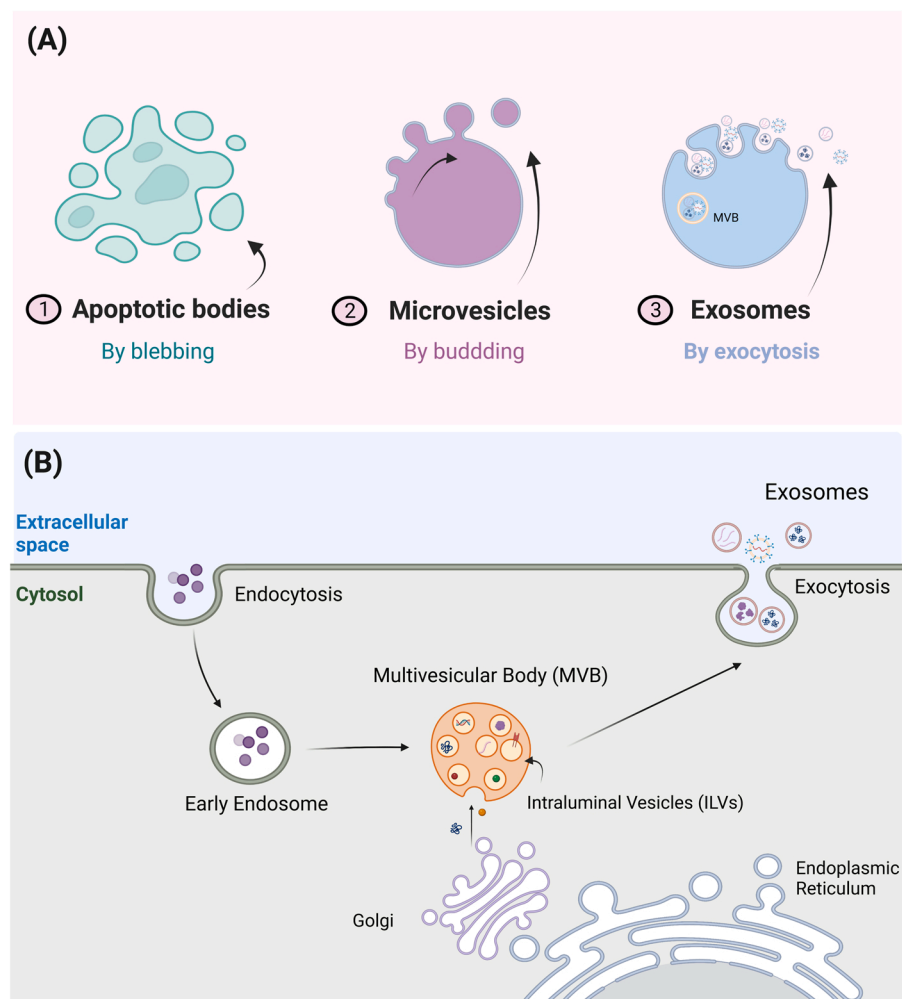 (A)
MVB
1 Apoptotic bodies
By blebbing
2 Microvesicles
By buddding
3 Exosomes
By exocytosis
(B)
Exosomes
Extracellular
space
Cytosol
Endocytosis
Exocytosis
Multivesicular Body (MVB)
Early Endosome
Intraluminal Vesicles (ILVs)
Endoplasmic
Reticulum
Golgi